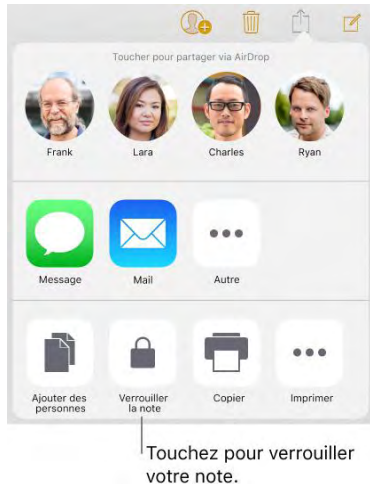 Toucher pour partager via AirDrop
Frank Lara Charles Ryan
Message Mail Autre
Ajouter des personnes
Verrouiller la note
Copier
Imprimer
Touchez pour verrouiller
votre note.